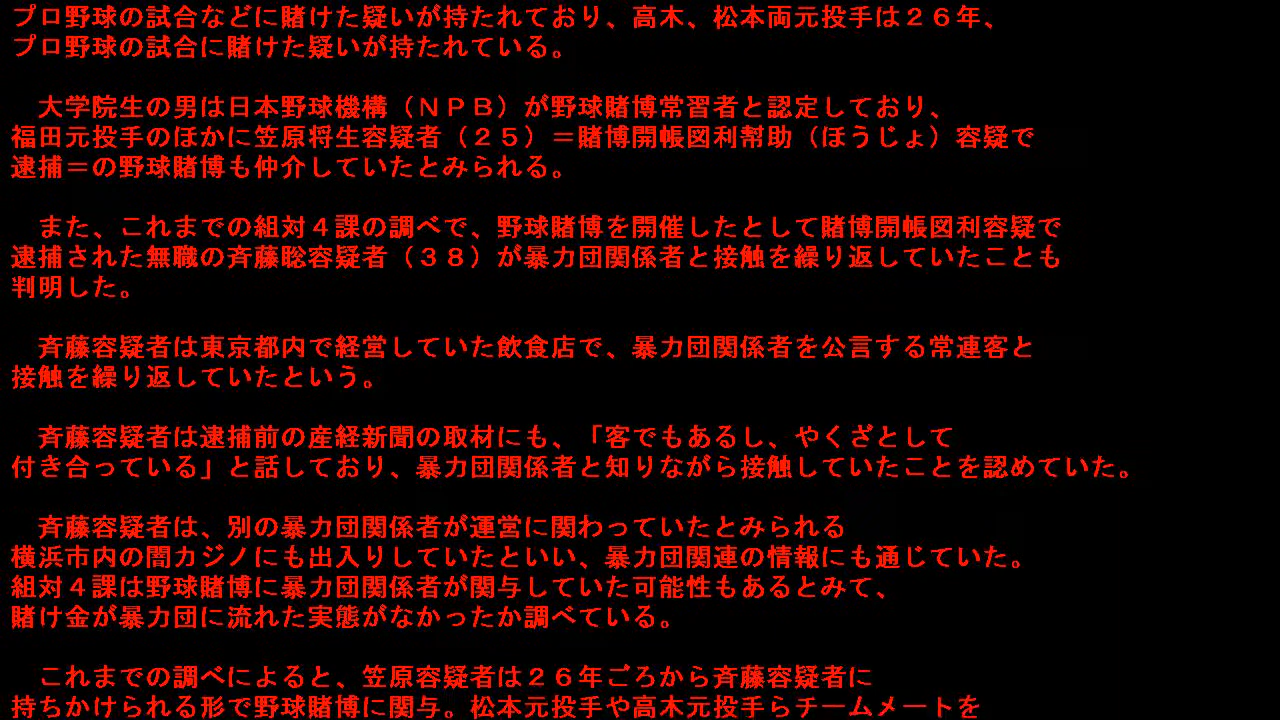 プロ野球の試合などに賭けた疑いが持たれており、高木、松本両元投手は２６年、
プロ野球の試合に賭けた疑いが持たれている。
　大学院生の男は日本野球機構（ＮＰＢ）が野球賭博常習者と認定しており、
福田元投手のほかに笠原将生容疑者（２５）＝賭博開帳図利幇助（ほうじょ）容疑で
逮捕＝の野球賭博も仲介していたとみられる。
　また、これまでの組対４課の調べで、野球賭博を開催したとして賭博開帳図利容疑で
逮捕された無職の斉藤聡容疑者（３８）が暴力団関係者と接触を繰り返していたことも
判明した。
　斉藤容疑者は東京都内で経営していた飲食店で、暴力団関係者を公言する常連客と
接触を繰り返していたという。
　斉藤容疑者は逮捕前の産経新聞の取材にも、「客でもあるし、やくざとして
付き合っている」と話しており、暴力団関係者と知りながら接触していたことを認めていた。
　斉藤容疑者は、別の暴力団関係者が運営に関わっていたとみられる
横浜市内の闇カジノにも出入りしていたといい、暴力団関連の情報にも通じていた。
組対４課は野球賭博に暴力団関係者が関与していた可能性もあるとみて、
賭け金が暴力団に流れた実態がなかったか調べている。
　これまでの調べによると、笠原容疑者は２６年ごろから斉藤容疑者に
持ちかけられる形で野球賭博に関与。松本元投手や高木元投手らチームメートを